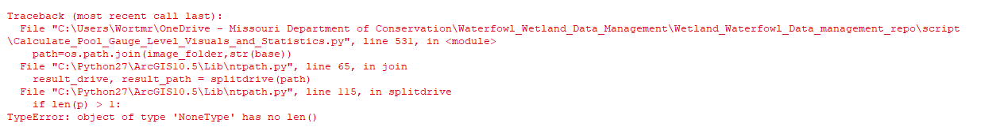 Traceback (most recent call last):
  File "C:\Users\Wortmr\OneDrive - Missouri Department of Conservation\Waterfowl_Wetland_Data_Management\Wetland_Waterfowl_Data_management_repo\script
\Calculate_Pool_Gauge_Level_Visuals_and_Statistics.py", line 531, in <module>
    path=os.path.join(image_folder,str(base))
  File "C:\Python27\ArcGIS10.5\Lib\ntpath.py", line 65, in join
    result_drive, result_path = splitdrive(path)
  File "C:\Python27\ArcGIS10.5\Lib\ntpath.py", line 115, in splitdrive
    if len(p) > 1:
TypeError: object of type 'NoneType' has no len()